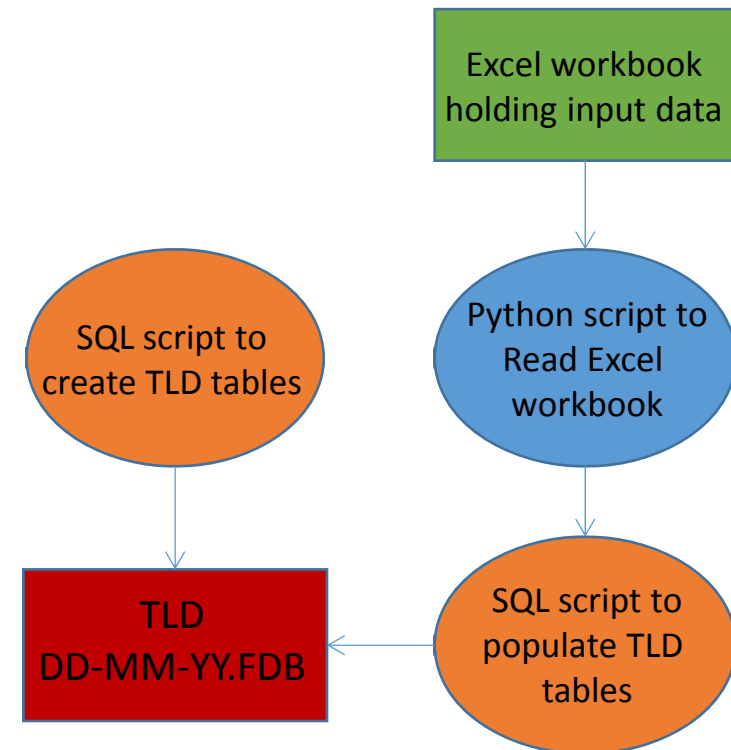 Excel workbook
holding input data
SQL script to
create TLD tables
Python script to
Read Excel
workbook
TLD
DD-MM-YY.FDB
SQL script to
populate TLD
tables